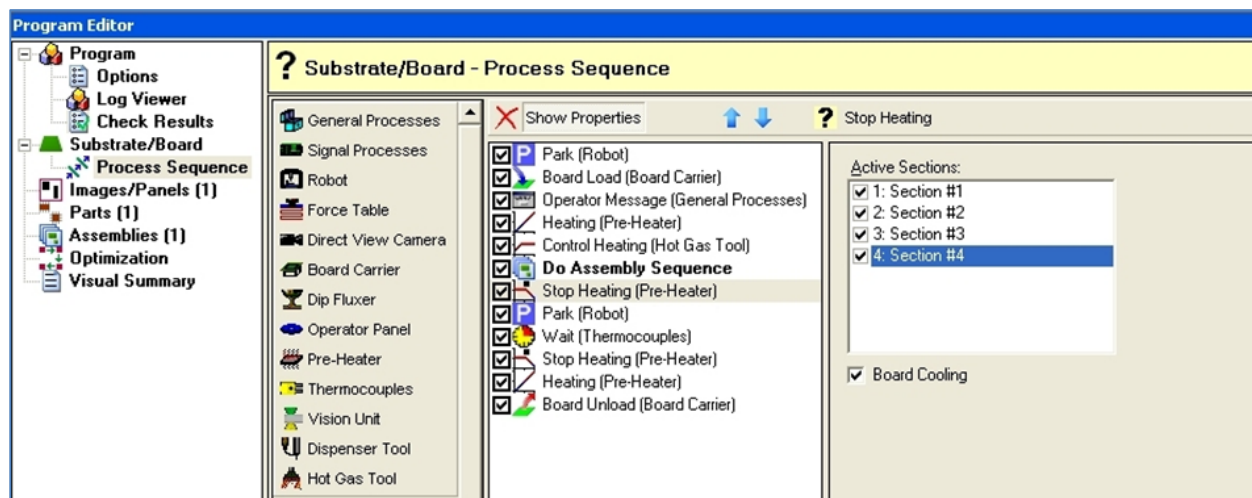 Program Editor
Program
Options
Log Viewer
Check Results
Substrate/Board
Process Sequence
Images/Panels (1)
Parts (1)
Assemblies (1)
Optimization
Visual Summary
? Substrate/Board - Process Sequence
General Processes
Signal Processes
Robot
Force Table
Direct View Camera
Board Carrier
Dip Fluxer
Operator Panel
Pre-Heater
Thermocouples
Vision Unit
Dispenser Tool
Hot Gas Tool
Show Properties
? Stop Heating
P Park (Robot)
Board Load (Board Carrier)
Operator Message (General Processes)
Heating (Pre-Heater)
Control Heating (Hot Gas Tool)
Do Assembly Sequence
Stop Heating (Pre-Heater)
P Park (Robot)
Wait (Thermocouples)
Stop Heating (Pre-Heater)
Heating (Pre-Heater)
Board Unload (Board Carrier)
Active Sections:
1: Section #1
2: Section #2
3: Section #3
4: Section #4
Board Cooling